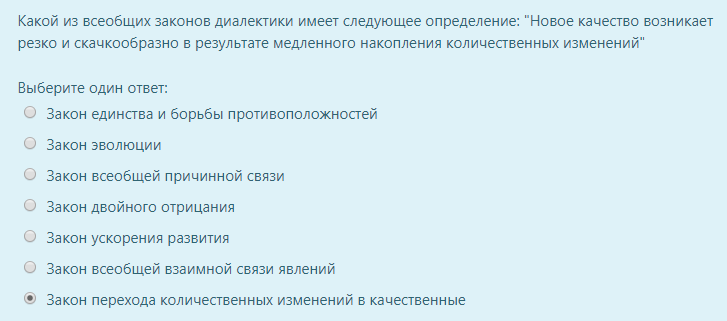 Какой из всеобщих законов диалектики имеет следующее определение: "Новое качество возникает
резко и скачкообразно в результате медленного накопления количественных изменений"
Выберите один ответ:
Закон единства и борьбы противоположностей
Закон эволюции
Закон всеобщей причинной связи
Закон двойного отрицания
Закон ускорения развития
Закон всеобщей взаимной связи явлений
Закон перехода количественных изменений в качественные